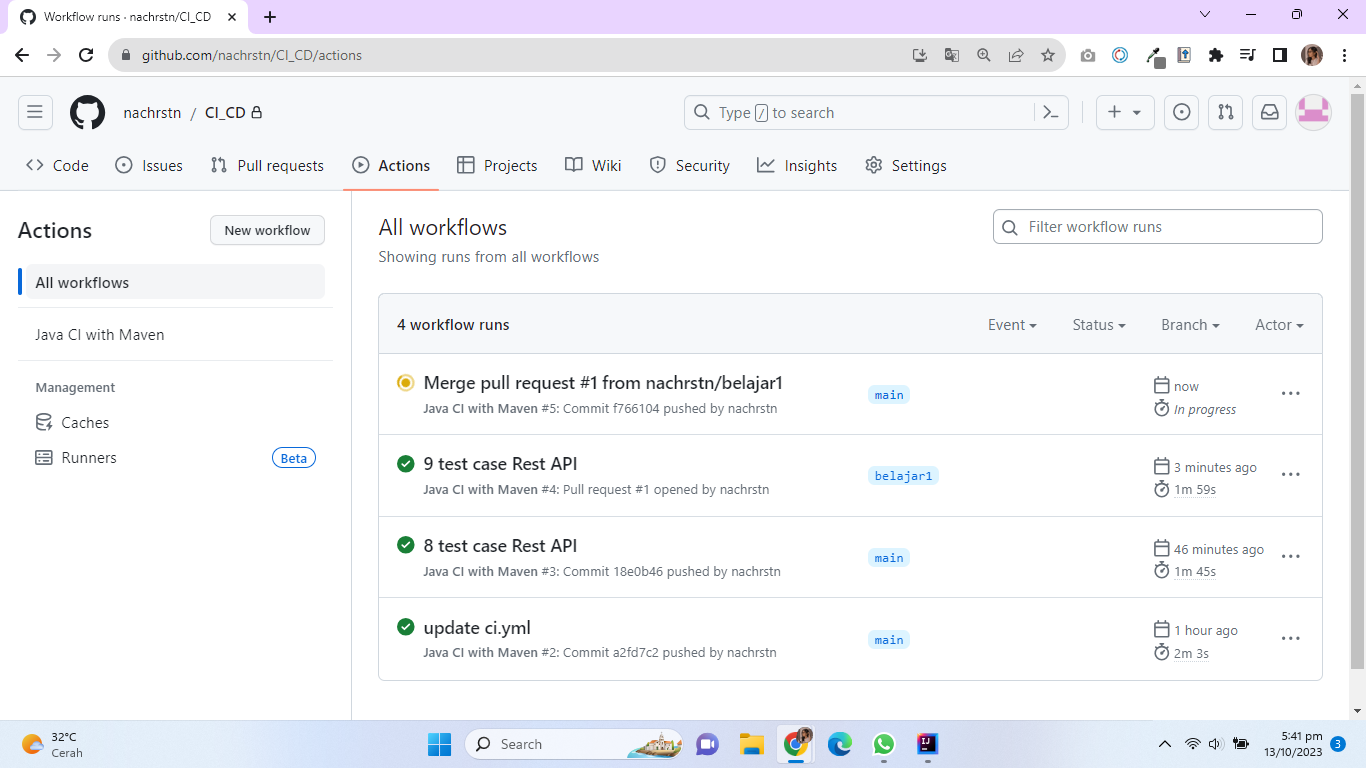 Workflow runs · nachrstn/CI_CD
github.com/nachrstn/CI_CD/actions
nachrstn / CI_CD
Type / to search
Code
Issues
Pull requests
Actions
Projects
Wiki
Security
Insights
Settings
Actions
New workflow
All workflows
Java CI with Maven
Management
Caches
Runners
Beta
All workflows
Showing runs from all workflows
Filter workflow runs
4 workflow runs
Event
Status
Branch
Actor
Merge pull request #1 from nachrstn/belajar1
Java CI with Maven #5: Commit f766104 pushed by nachrstn
main
now
In progress
9 test case Rest API
Java CI with Maven #4: Pull request #1 opened by nachrstn
belajar1
3 minutes ago
1m 59s
8 test case Rest API
Java CI with Maven #3: Commit 18e0b46 pushed by nachrstn
main
46 minutes ago
1m 45s
update ci.yml
Java CI with Maven #2: Commit a2fd7c2 pushed by nachrstn
main
1 hour ago
2m 3s
32°C
Cerah
Search
IJ
5:41 pm
13/10/2023
3